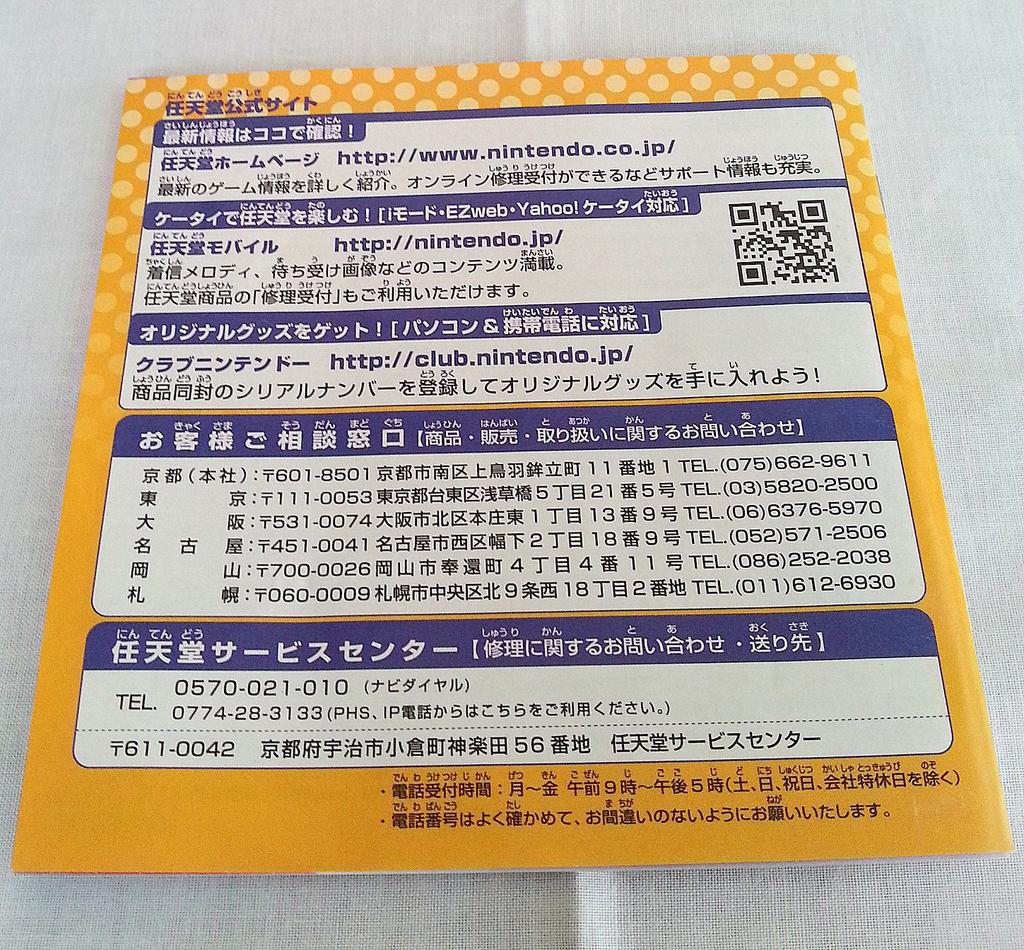 任天堂公式サイト
最新情報はココで確認！
任天堂ホームページ http://www.nintendo.co.jp/
最新のゲーム情報を詳しく紹介。オンライン修理受付ができるなどサポート情報も充実。
ケータイで任天堂を楽しむ！[iモード・EZweb・Yahoo!ケータイ対応]
任天堂モバイル http://nintendo.jp/
着信メロディ、待ち受け画像などのコンテンツ満載。
任天堂商品の「修理受付」もご利用いただけます。
オリジナルグッズをゲット！[パソコン&携帯電話に対応]
クラブニンテンドー http://club.nintendo.jp/
商品同封のシリアルナンバーを登録してオリジナルグッズを手に入れよう！
お客様ご相談窓口【商品・販売・取り扱いに関するお問い合わせ】
京都(本社)：〒601-8501 京都市南区上鳥羽鉾立町11番地1 TEL.(075)662-9611
東京：〒111-0053 東京都台東区浅草橋5丁目21番5号 TEL.(03)5820-2500
大阪：〒531-0074 大阪市北区本庄東1丁目13番9号 TEL.(06)6376-5970
名古屋：〒451-0041 名古屋市西区幅下2丁目18番9号 TEL.(052)571-2506
岡山：〒700-0026 岡山市奉還町4丁目4番11号 TEL.(086)252-2038
札幌：〒060-0009 札幌市中央区北9条西18丁目2番地 TEL.(011)612-6930
任天堂サービスセンター【修理に関するお問い合わせ・送り先】
TEL. 0570-021-010 (ナビダイヤル)
0774-28-3133(PHS、IP電話からはこちらをご利用ください。)
〒611-0042 京都府宇治市小倉町神楽田56番地 任天堂サービスセンター
・電話受付時間：月～金 午前9時～午後5時(土、日、祝日、会社特休日を除く)
・電話番号はよく確かめて、お間違いのないようにお願いいたします。